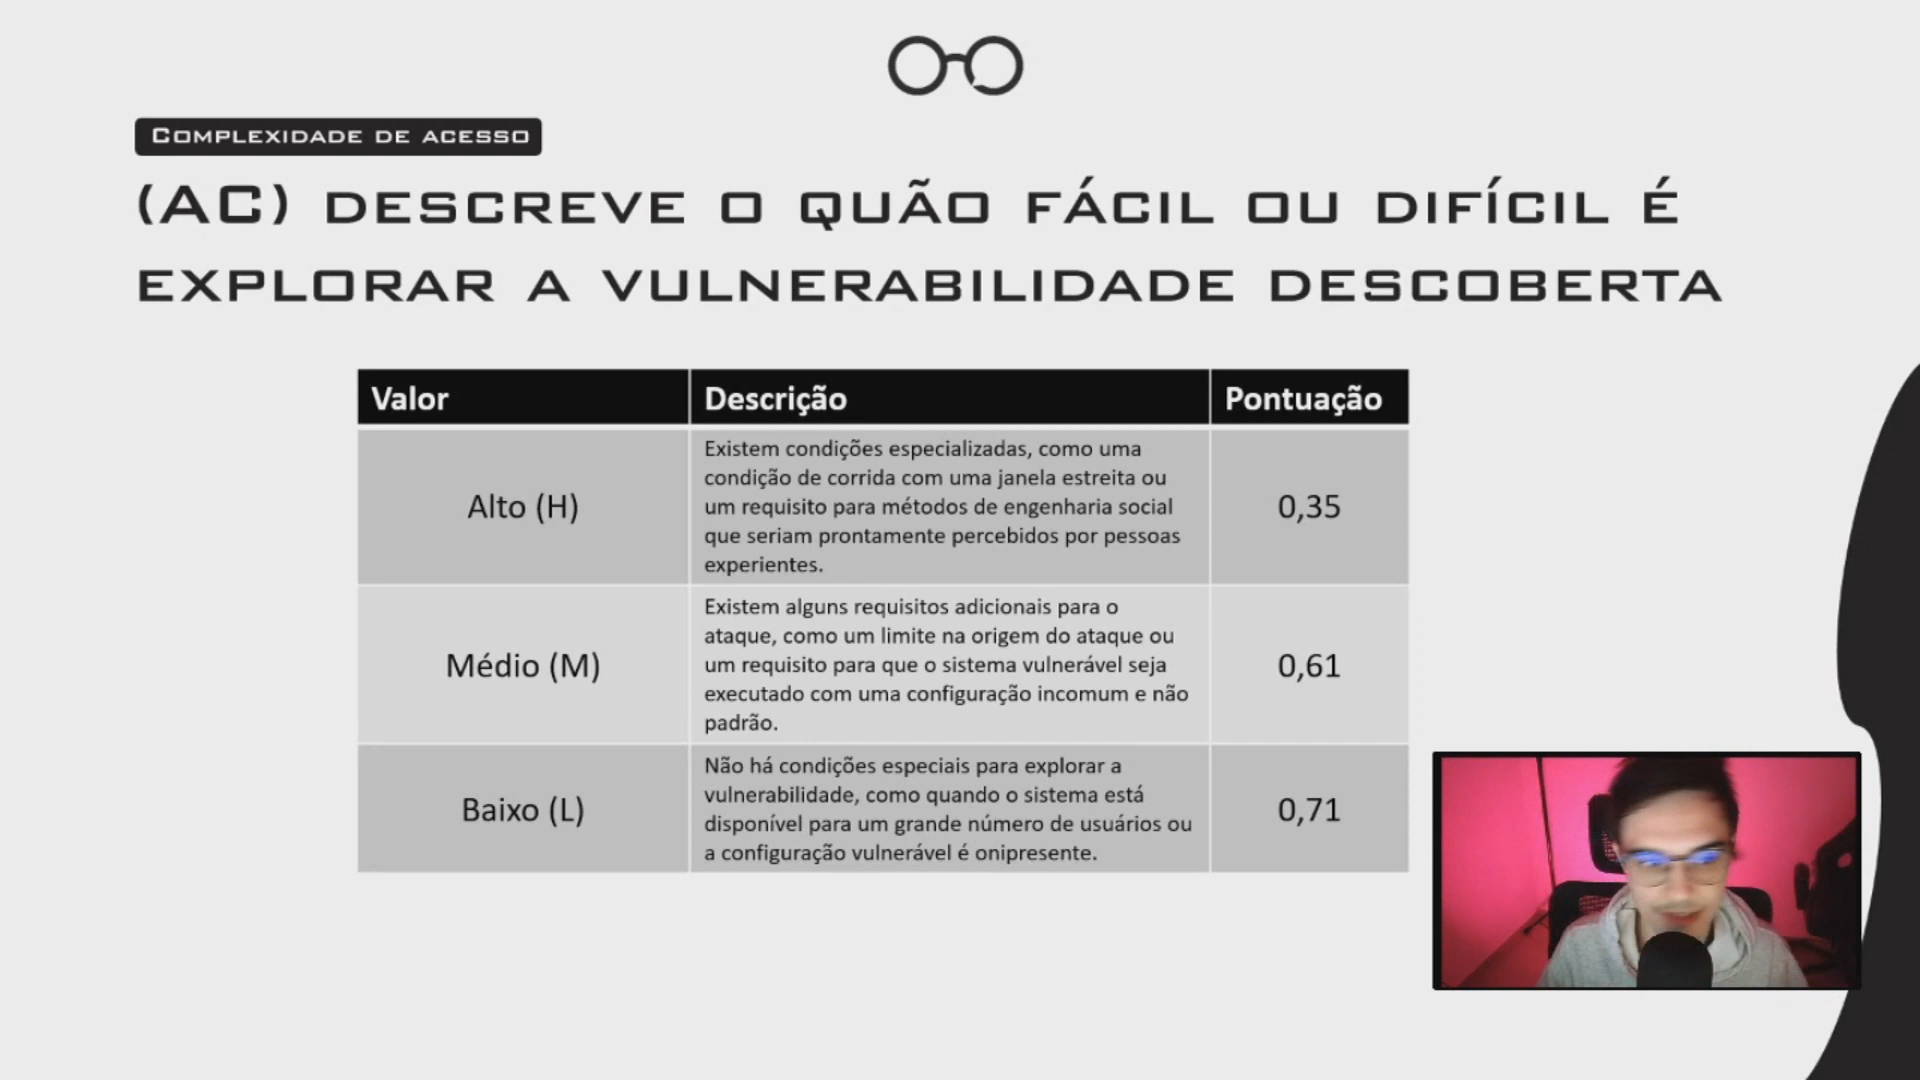 Complexidade de acesso
(AC) descreve o quão fácil ou difícil é
explorar a vulnerabilidade descoberta
Valor Descrição Pontuação
Alto (H)
Existem condições especializadas, como uma
condição de corrida com uma janela estreita ou
um requisito para métodos de engenharia social
que seriam prontamente percebidos por pessoas
experientes.
0,35
Médio (M)
Existem alguns requisitos adicionais para o
ataque, como um limite na origem do ataque ou
um requisito para que o sistema vulnerável seja
executado com uma configuração incomum e não
padrão.
0,61
Baixo (L)
Não há condições especiais para explorar a
vulnerabilidade, como quando o sistema está
disponível para um grande número de usuários ou
a configuração vulnerável é onipresente.
0,71